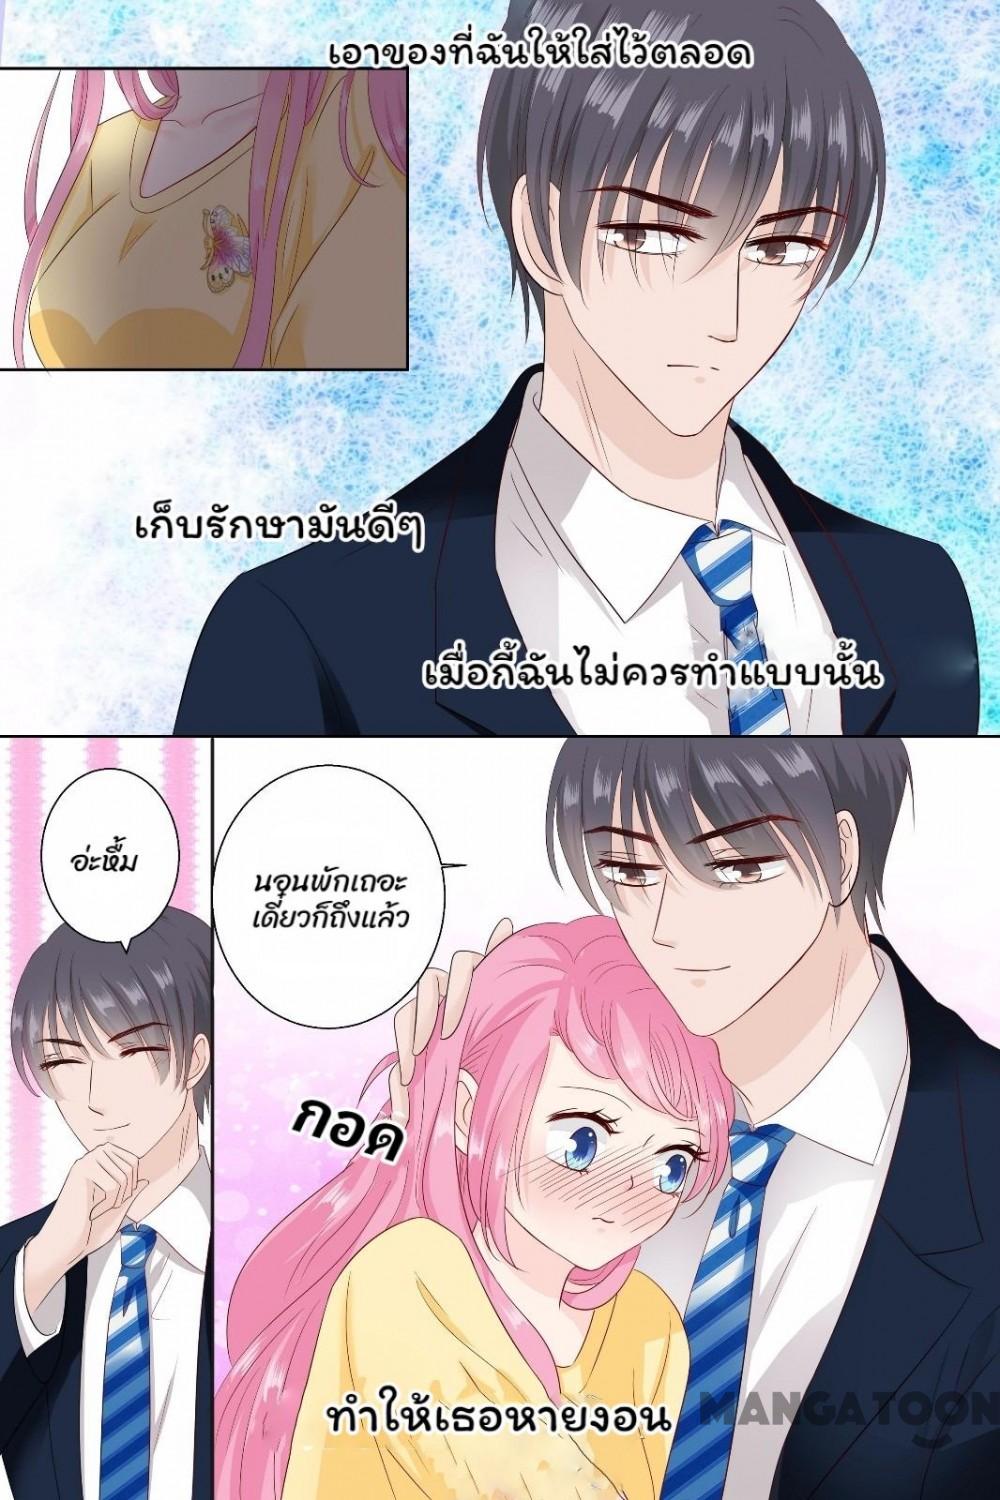 เอาของที่ฉันให้ใส่ไว้ตลอด
เก็บรักษามันดีๆ
เมื่อกี้ฉันไม่ควรทำแบบนั้น
อ่ะหื้ม
นอนพักเถอะ
เดี๋ยวก็ถึงแล้ว
กอด
ทำให้เธอหายงอน
MANGATOON